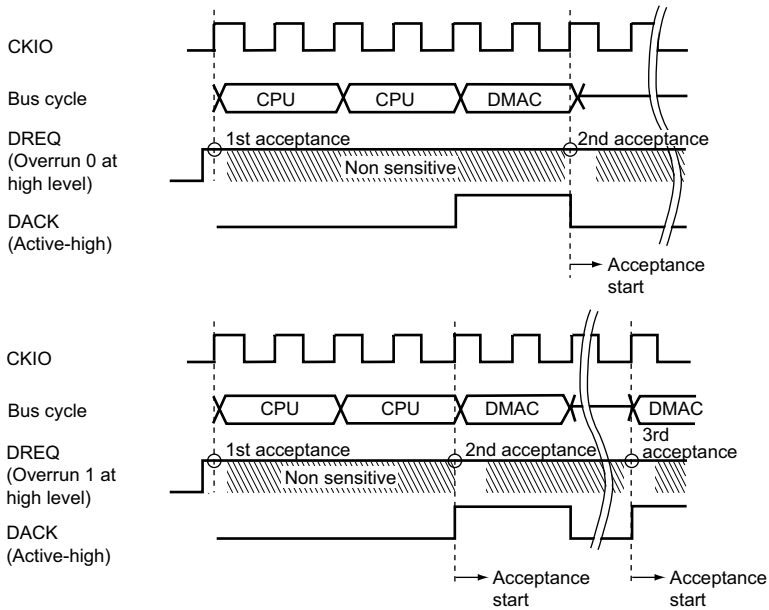 CKIO
Bus cycle
CPU CPU DMAC
DREQ
(Overrun 0 at
high level)
1st acceptance
2nd acceptance
Non sensitive
DACK
(Active-high)
Acceptance
start
CKIO
Bus cycle
CPU CPU DMAC DMAC
DREQ
(Overrun 1 at
high level)
1st acceptance
2nd acceptance
3rd
acceptance
Non sensitive
DACK
(Active-high)
Acceptance
start
Acceptance
start